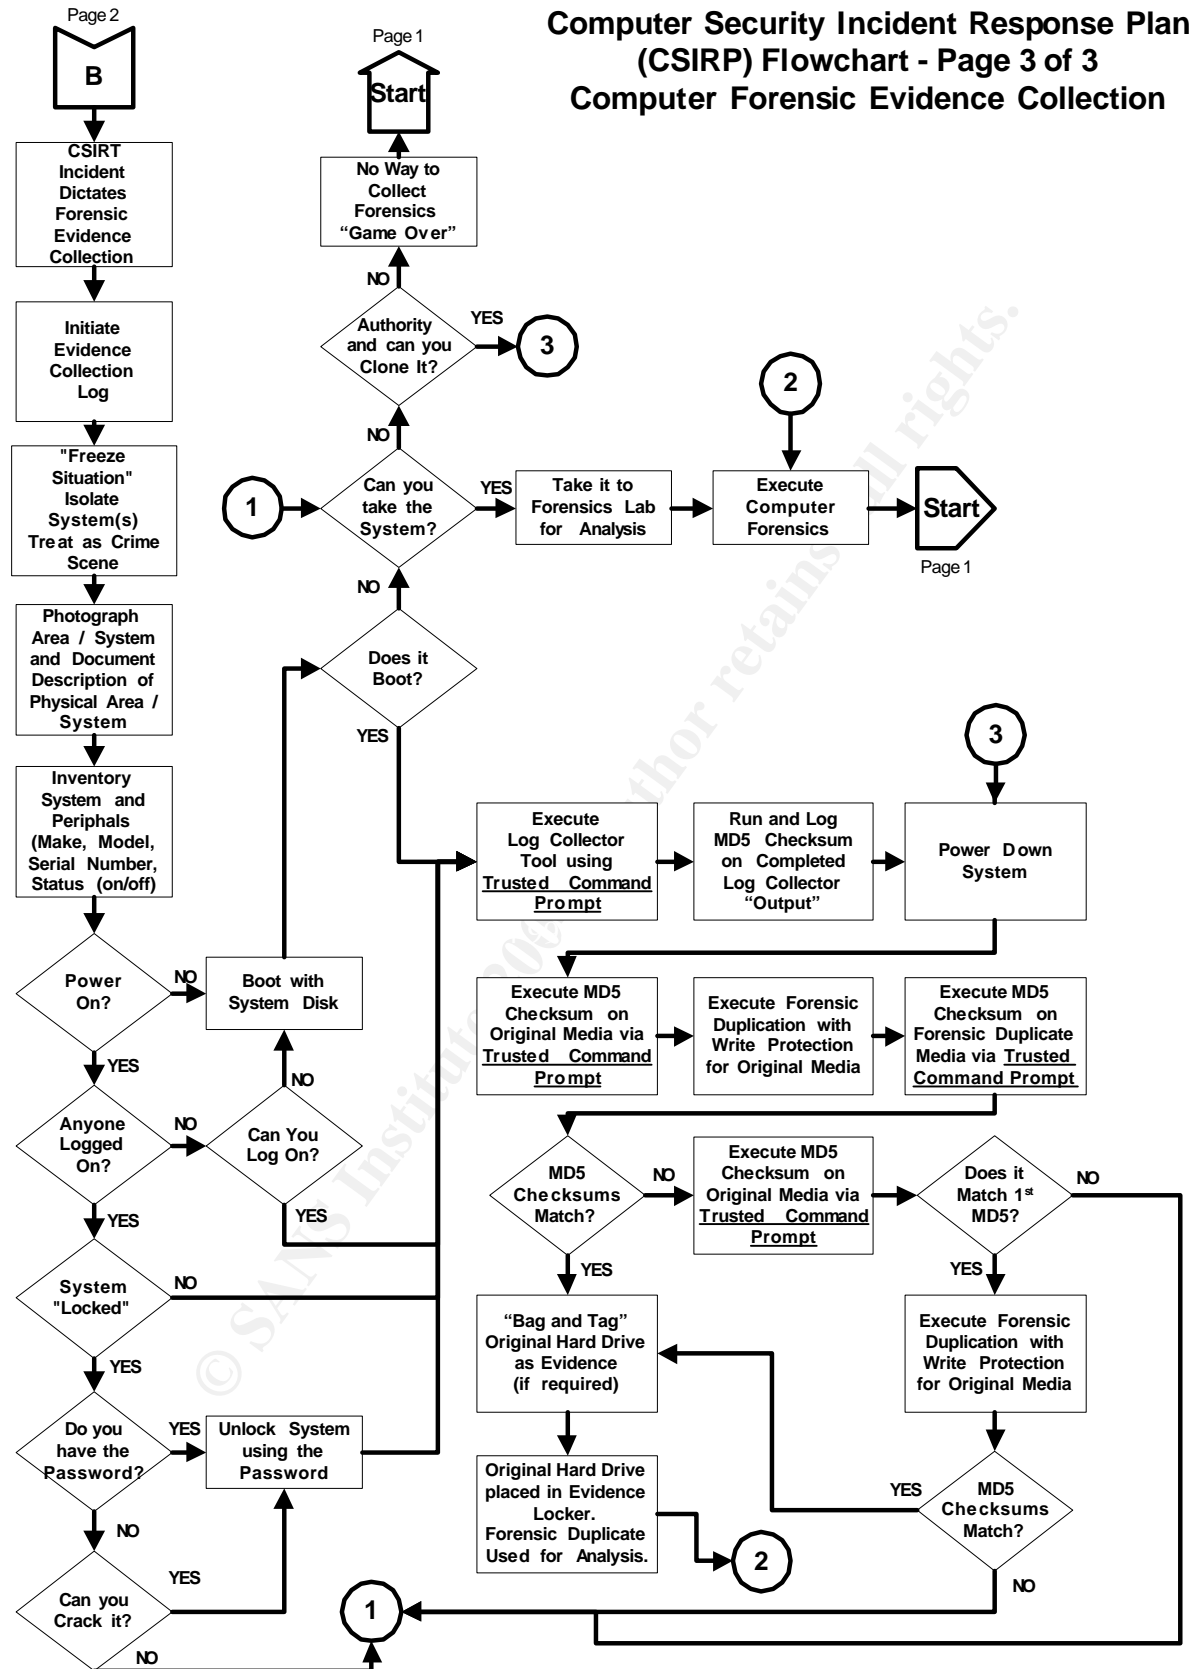 Computer Security Incident Response Plan
(CSIRP) Flowchart - Page 3 of 3
Computer Forensic Evidence Collection
Page 2
B
CSIRT
Incident
Dictates
Forensic
Evidence
Collection
Initiate
Evidence
Collection
Log
"Freeze
Situation"
Isolate
System(s)
Treat as Crime
Scene
Photograph
Area / System
and Document
Description of
Physical Area /
System
Inventory
System and
Periphals
(Make, Model,
Serial Number,
Status (on/off)
Power
On?
NO
YES
Boot with
System Disk
Anyone
Logged
On?
NO
YES
Can You
Log On?
NO
YES
System
"Locked"
NO
YES
Do you
have the
Password?
YES
NO
Unlock System
using the
Password
Can you
Crack it?
YES
NO
Page 1
Start
No Way to
Collect
Forensics
“Game Over”
NO
Authority
and can you
Clone It?
YES
3
NO
1
Can you
take the
System?
YES
Take it to
Forensics Lab
for Analysis
2
Execute
Computer
Forensics
Start
Page 1
NO
Does it
Boot?
YES
Execute
Log Collector
Tool using
Trusted Command
Prompt
Run and Log
MD5 Checksum
on Completed
Log Collector
“Output”
3
Power Down
System
Execute MD5
Checksum on
Original Media via
Trusted Command
Prompt
Execute Forensic
Duplication with
Write Protection
for Original Media
Execute MD5
Checksum on
Forensic Duplicate
Media via Trusted
Command Prompt
MD5
Checksums
Match?
NO
YES
Execute MD5
Checksum on
Original Media via
Trusted Command
Prompt
Does it
Match 1st
MD5?
NO
YES
“Bag and Tag”
Original Hard Drive
as Evidence
(if required)
Execute Forensic
Duplication with
Write Protection
for Original Media
Original Hard Drive
placed in Evidence
Locker.
Forensic Duplicate
Used for Analysis.
2
YES
MD5
Checksums
Match?
NO
1
© SANS Institute 200 uthor retains ll rights.